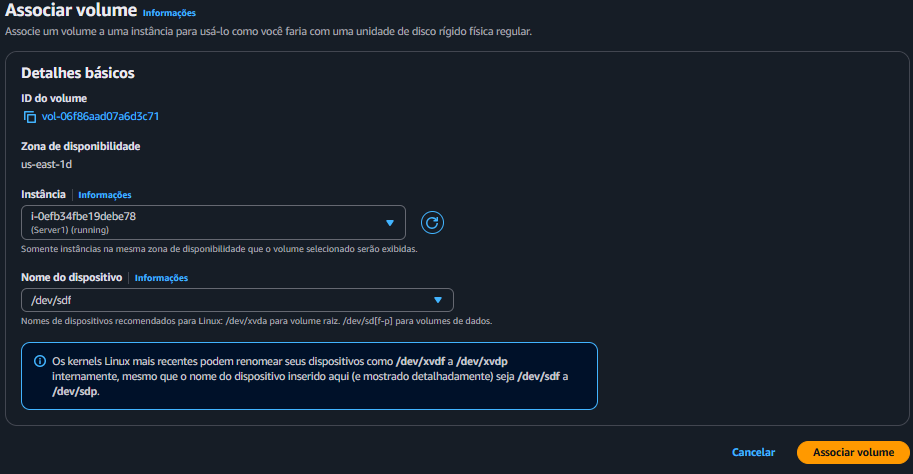 Associar volume Informações
Associe um volume a uma instância para usá-lo como você faria com uma unidade de disco rígido física regular.
Detalhes básicos
ID do volume
vol-06f86aad07a6d3c71
Zona de disponibilidade
us-east-1d
Instância Informações
i-0efb34fbe19debe78
(Server1) (running)
Somente instâncias na mesma zona de disponibilidade que o volume selecionado serão exibidas.
Nome do dispositivo Informações
/dev/sdf
Nomes de dispositivos recomendados para Linux: /dev/xvda para volume raiz. /dev/sd[f-p] para volumes de dados.
Os kernels Linux mais recentes podem renomear seus dispositivos como /dev/xvdf a /dev/xvdp
internamente, mesmo que o nome do dispositivo inserido aqui (e mostrado detalhadamente) seja /dev/sdf a
/dev/sdp.
Cancelar Associar volume